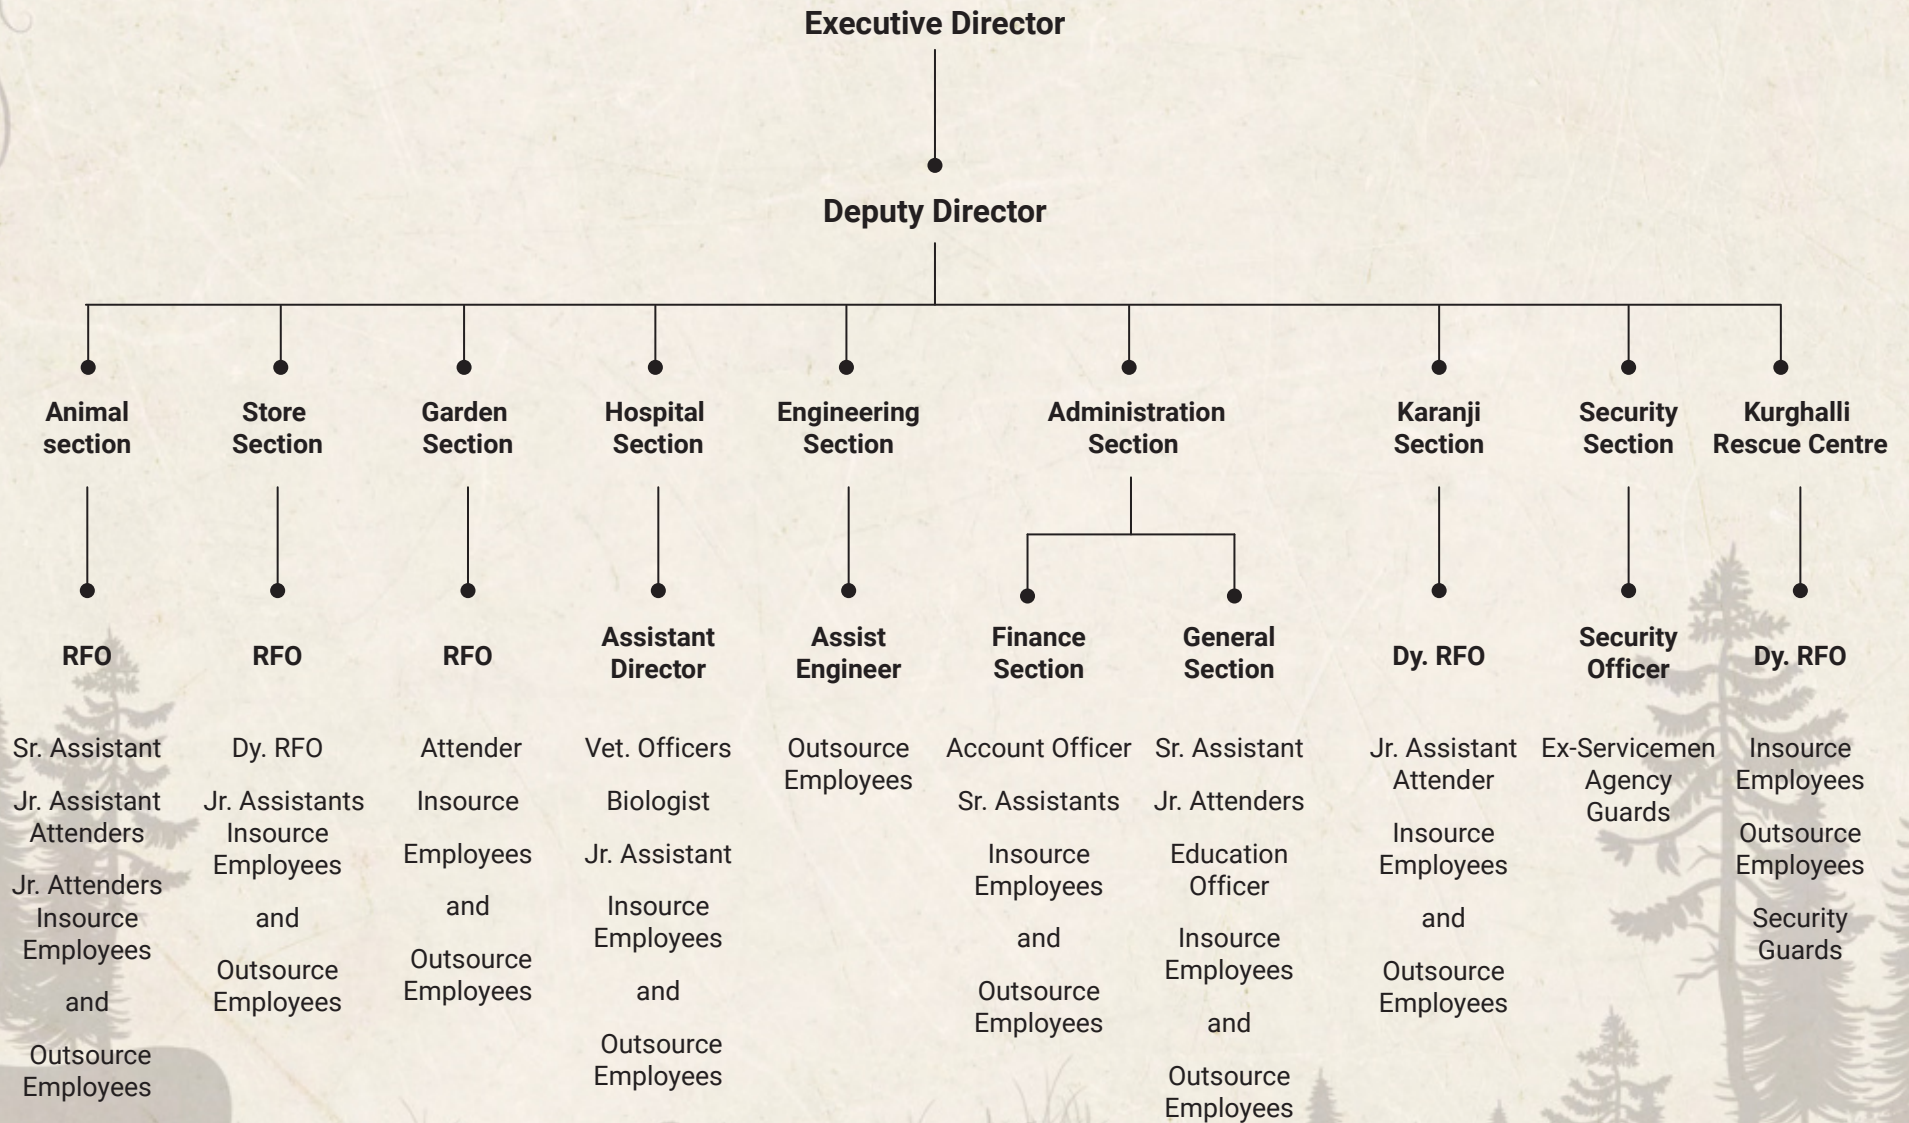 Executive Director
Deputy Director
Animal
section
Store
Section
Garden
Section
Hospital
Section
Engineering
Section
Administration
Section
Karanji
Section
Security
Section
Kurghalli
Rescue Centre
RFO
RFO
RFO
Assistant
Director
Assist
Engineer
Finance
Section
General
Section
Dy. RFO
Security
Officer
Dy. RFO
Sr. Assistant
Jr. Assistant
Attenders
Jr. Attenders
Insource
Employees
and
Outsource
Employees
Dy. RFO
Jr. Assistants
Insource
Employees
and
Outsource
Employees
Attender
Insource
Employees
and
Outsource
Employees
Vet. Officers
Biologist
Jr. Assistant
Insource
Employees
and
Outsource
Employees
Outsource
Employees
Account Officer
Sr. Assistants
Insource
Employees
and
Outsource
Employees
Sr. Assistant
Jr. Attenders
Education
Officer
Insource
Employees
and
Outsource
Employees
Jr. Assistant
Attender
Insource
Employees
and
Outsource
Employees
Ex-Servicemen
Agency
Guards
Insource
Employees
Outsource
Employees
Security
Guards